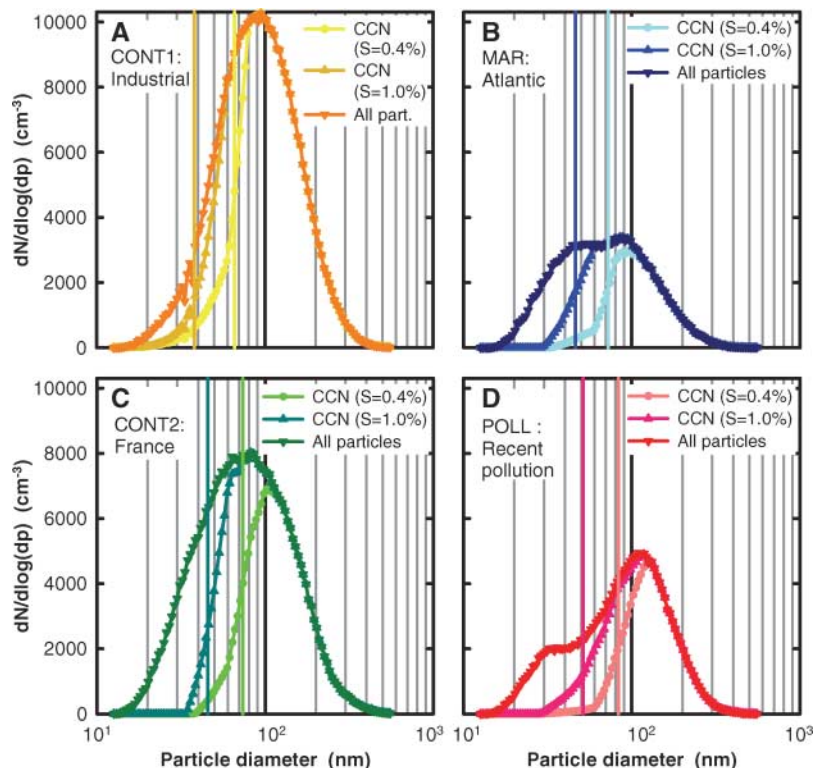 A
CONT1:
Industrial
CCN
(S=0.4%)
CCN
(S=1.0%)
All part.
dN/dlog(dp) (cm⁻³)
10000
8000
6000
4000
2000
0
B
MAR:
Atlantic
CCN (S=0.4%)
CCN (S=1.0%)
All particles
C
CONT2:
France
CCN (S=0.4%)
CCN (S=1.0%)
All particles
dN/dlog(dp) (cm⁻³)
10000
8000
6000
4000
2000
0
10¹ 10² 10³
Particle diameter (nm)
D
POLL :
Recent
pollution
CCN (S=0.4%)
CCN (S=1.0%)
All particles
10¹ 10² 10³
Particle diameter (nm)